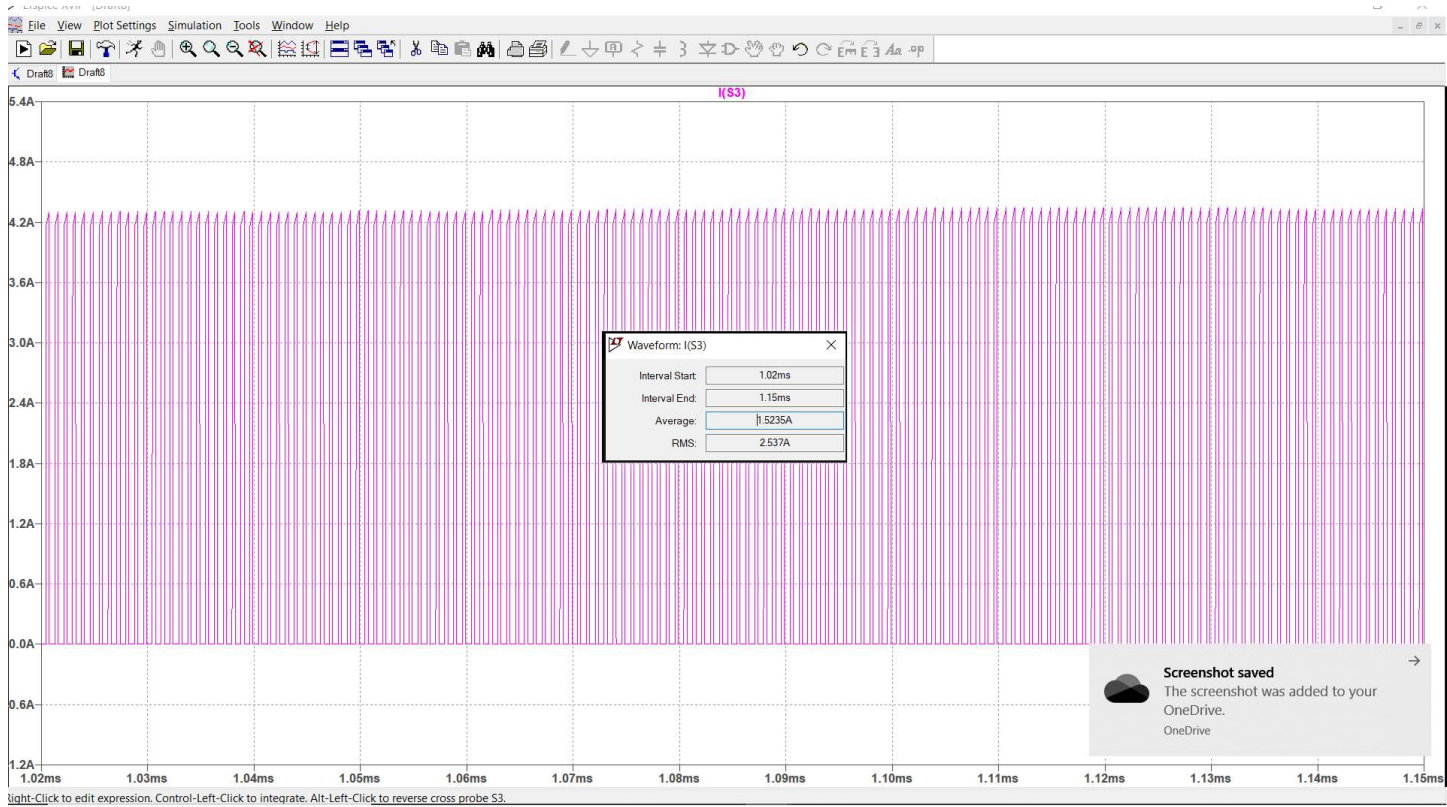 File View Plot Settings Simulation Tools Window Help
Draft8 Draft8
I(S3)
5.4A
4.8A
4.2A
3.6A
3.0A
2.4A
1.8A
1.2A
0.6A
0.0A
0.6A
1.2A
Waveform: I(S3)
Interval Start: 1.02ms
Interval End: 1.15ms
Average: 1.5235A
RMS: 2.537A
Screenshot saved
The screenshot was added to your
OneDrive.
OneDrive
1.02ms 1.03ms 1.04ms 1.05ms 1.06ms 1.07ms 1.08ms 1.09ms 1.10ms 1.11ms 1.12ms 1.13ms 1.14ms 1.15ms
Right-Click to edit expression. Control-Left-Click to integrate. Alt-Left-Click to reverse cross probe S3.